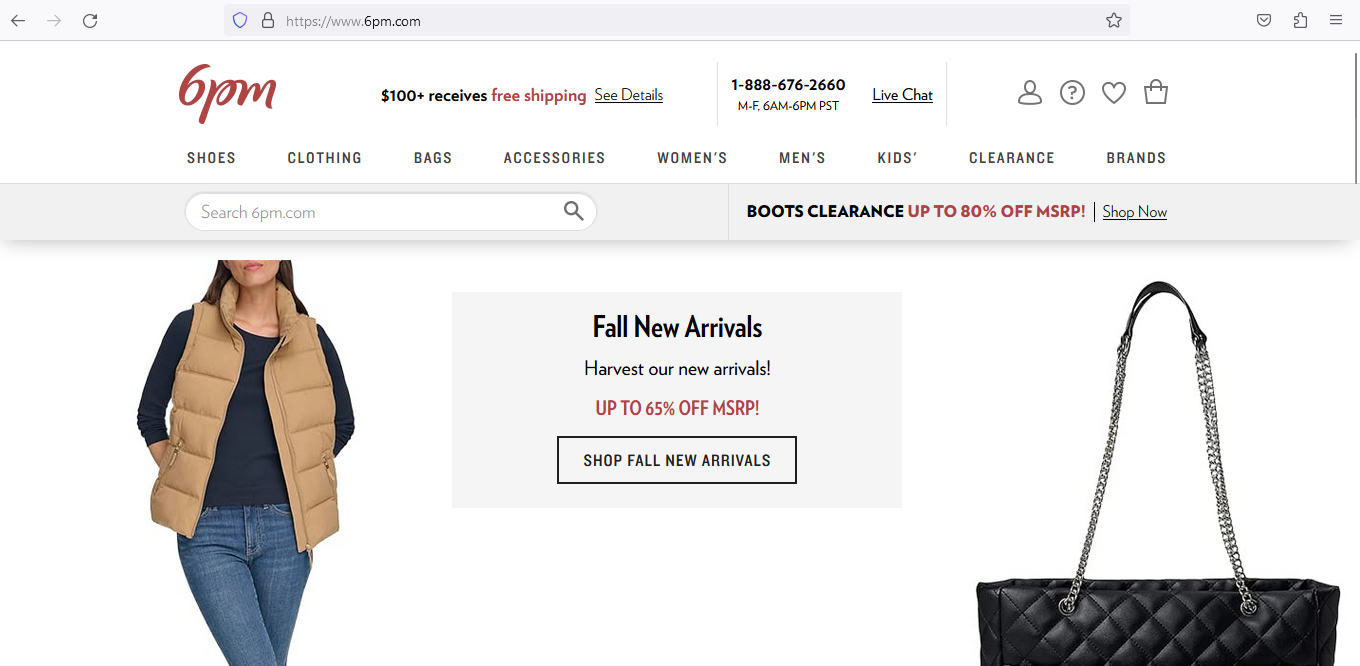 https://www.6pm.com
6pm
$100+ receives free shipping See Details
1-888-676-2660
M-F, 6AM-6PM PST
Live Chat
SHOES CLOTHING BAGS ACCESSORIES WOMEN'S MEN'S KIDS' CLEARANCE BRANDS
Search 6pm.com
BOOTS CLEARANCE UP TO 80% OFF MSRP! Shop Now
Fall New Arrivals
Harvest our new arrivals!
UP TO 65% OFF MSRP!
SHOP FALL NEW ARRIVALS